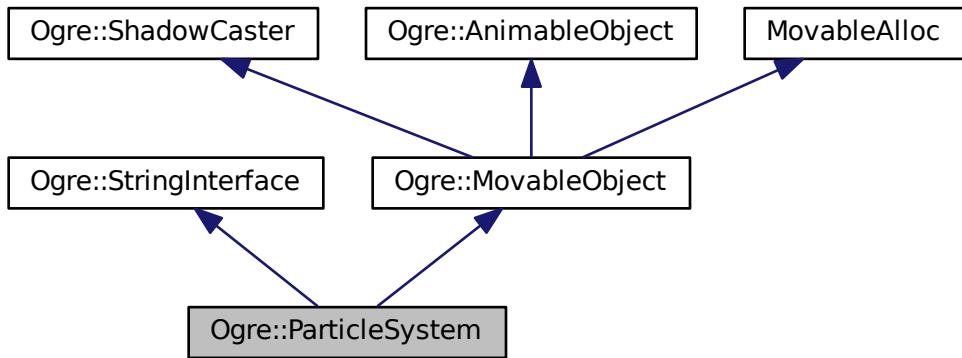 Ogre::ShadowCaster
Ogre::AnimableObject
MovableAlloc
Ogre::StringInterface
Ogre::MovableObject
Ogre::ParticleSystem